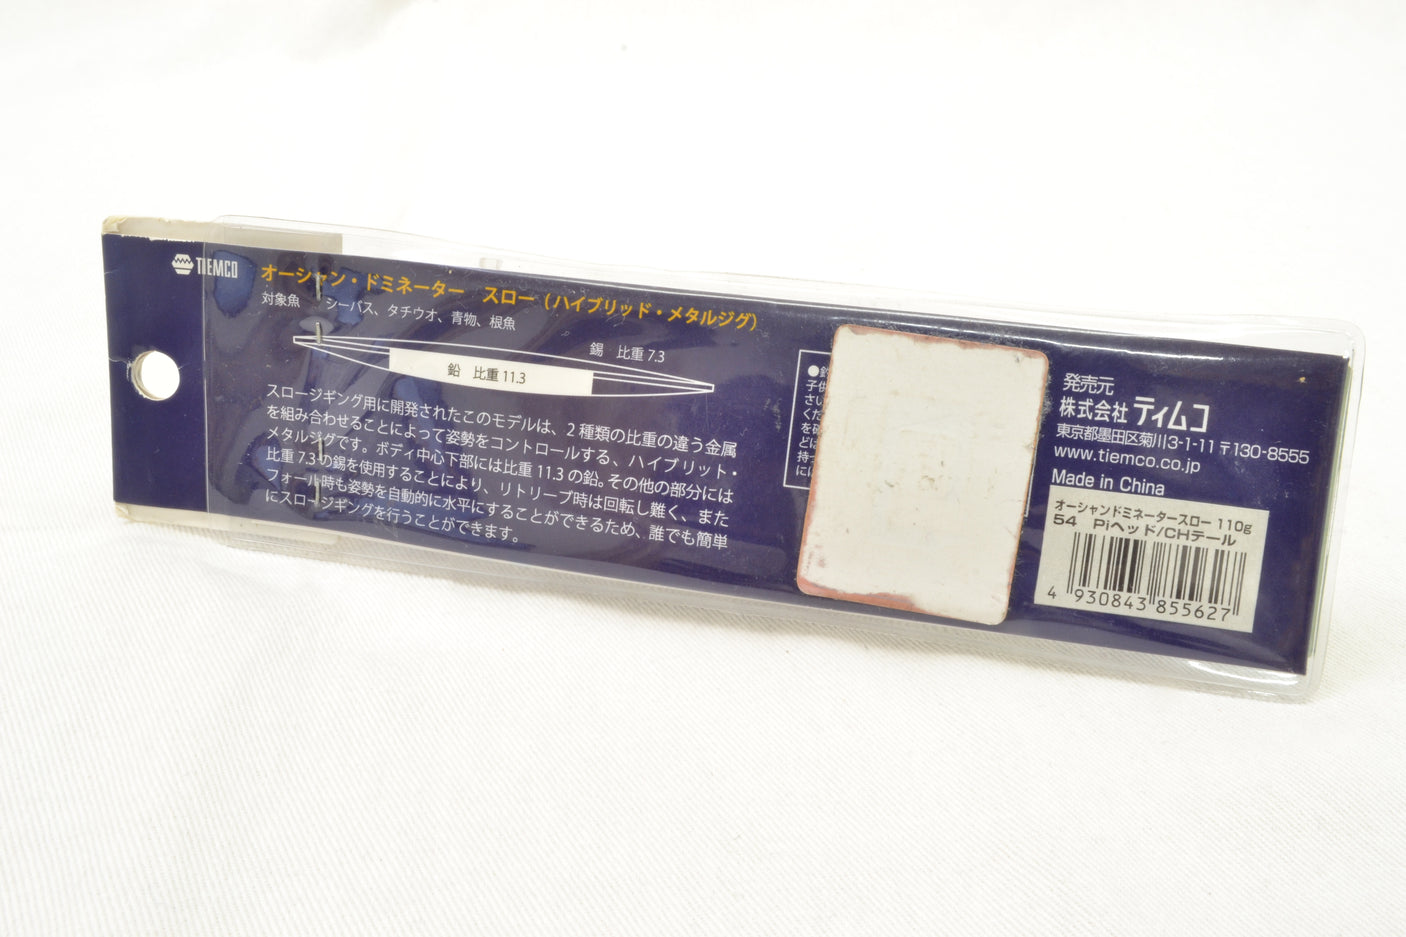 TIEMCO
オーシャン・ドミネーター スロー (ハイブリッド・メタルジグ)
対象魚 シーバス、タチウオ、青物、根魚
錫 比重 7.3
鉛 比重 11.3
スロージギング用に開発されたこのモデルは、2 種類の比重の違う金属
を組み合わせることによって姿勢をコントロールする、ハイブリット・
メタルジグです。ボディ中心下部には比重 11.3 の鉛。その他の部分には
比重 7.3 の錫を使用することにより、リトリーブ時は回転し難く、また
フォール時も姿勢を自動的に水平にすることができるため、誰でも簡単
にスロージギングを行うことができます。
子供
さい
くだ
を確
どは
持っ
には
発売元
株式会社 ティムコ
東京都墨田区菊川3-1-11 〒130-8555
www.tiemco.co.jp
Made in China
オーシャンドミネータースロー 110g
54 Piヘッド/CHテール
4 930843 855627